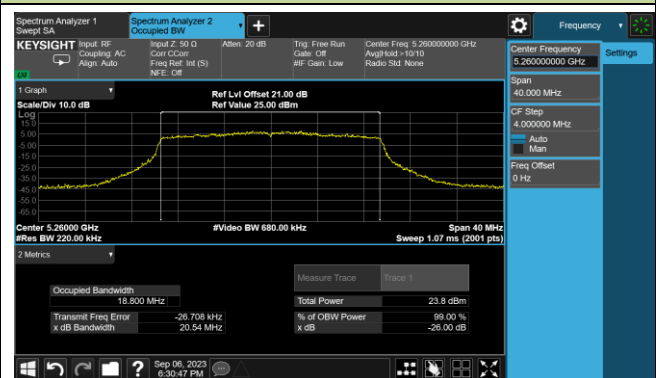 Spectrum Analyzer 1
Swept SA
Spectrum Analyzer 2
Occupied BW
+
Frequency
KEYSIGHT
Input: RF
Coupling: AC
Align: Auto
Input Z: 50 Ω
Corr CCorr
Freq Ref: Int (S)
NFE: Off
Atten: 20 dB
Trig: Free Run
Gate: Off
#IF Gain: Low
Center Freq: 5.260000000 GHz
Avg|Hold:>10/10
Radio Std: None
Center Frequency
5.260000000 GHz
Settings
Span
40.000 MHz
CF Step
4.000000 MHz
Auto
Man
Freq Offset
0 Hz
1 Graph
Scale/Div 10.0 dB
Ref Lvl Offset 21.00 dB
Ref Value 25.00 dBm
Log
15.0
5.00
-5.00
-15.0
-25.0
-35.0
-45.0
-55.0
-65.0
Center 5.26000 GHz
#Res BW 220.00 kHz
#Video BW 680.00 kHz
Span 40 MHz
Sweep 1.07 ms (2001 pts)
2 Metrics
Measure Trace
Trace 1
Occupied Bandwidth
18.800 MHz
Total Power
23.8 dBm
Transmit Freq Error
-26.708 kHz
% of OBW Power
99.00 %
x dB Bandwidth
20.54 MHz
x dB
-26.00 dB
?
Sep 06, 2023
6:30:47 PM